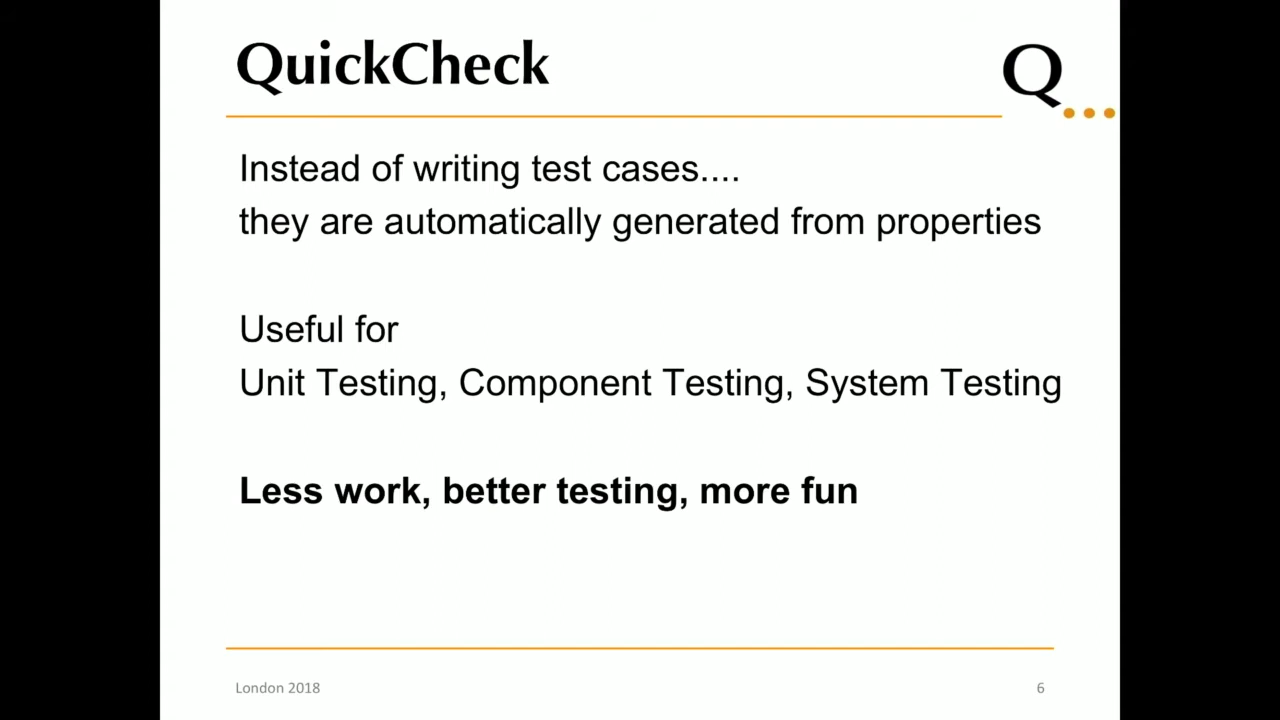 QuickCheck
Q...
Instead of writing test cases....
they are automatically generated from properties
Useful for
Unit Testing, Component Testing, System Testing
Less work, better testing, more fun
London 2018
6